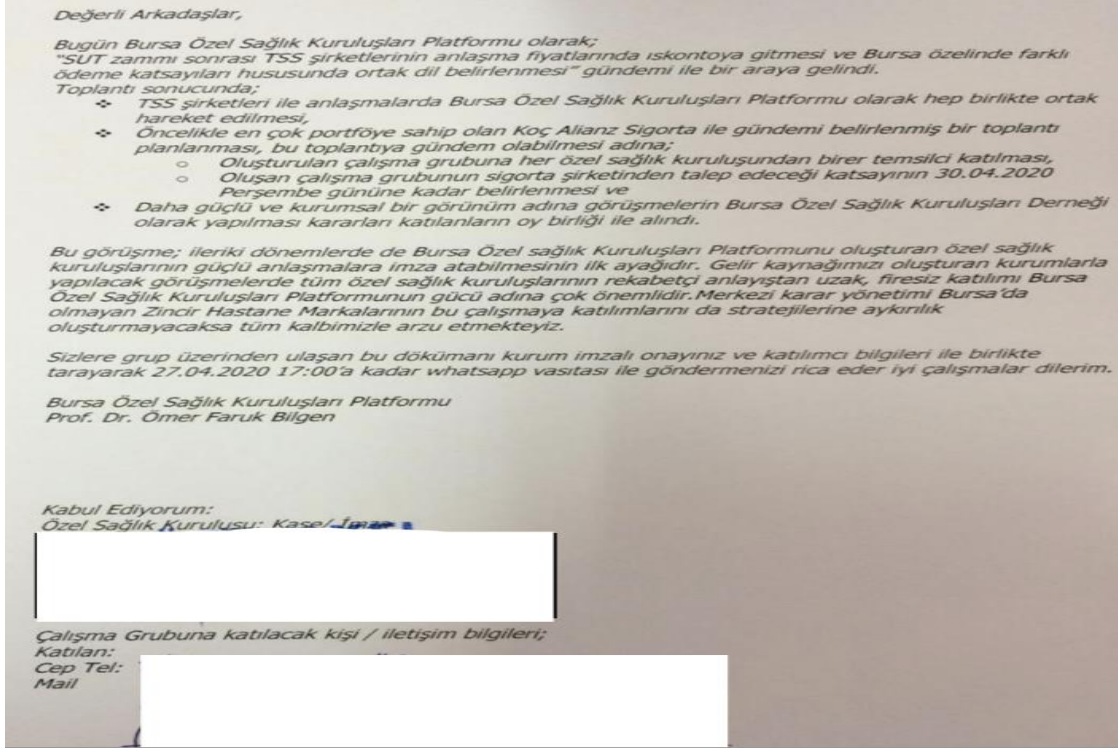 Değerli Arkadaşlar,
Bugün Bursa Özel Sağlık Kuruluşları Platformu olarak;
"SUT zammı sonrası TSS şirketlerinin anlaşma fiyatlarında ıskontoya gitmesi ve Bursa özelinde farklı
ödeme katsayıları hususunda ortak dil belirlenmesi" gündemi ile bir araya gelindi.
Toplantı sonucunda;
❖ TSS şirketleri ile anlaşmalarda Bursa Özel Sağlık Kuruluşları Platformu olarak hep birlikte ortak
hareket edilmesi,
❖ Öncelikle en çok portföye sahip olan Koç Alianz Sigorta ile gündemi belirlenmiş bir toplantı
planlanması, bu toplantıya gündem olabilmesi adına;
○ Oluşturulan çalışma grubuna her özel sağlık kuruluşundan birer temsilci katılması,
○ Oluşan çalışma grubunun sigorta şirketinden talep edeceği katsayının 30.04.2020
Perşembe gününe kadar belirlenmesi ve
❖ Daha güçlü ve kurumsal bir görünüm adına görüşmelerin Bursa Özel Sağlık Kuruluşları Derneği
olarak yapılması kararları katılanların oy birliği ile alındı.
Bu görüşme; ileriki dönemlerde de Bursa Özel sağlık Kuruluşları Platformunu oluşturan özel sağlık
kuruluşlarının güçlü anlaşmalara imza atabilmesinin ilk ayağıdır. Gelir kaynağımızı oluşturan kurumlarla
yapılacak görüşmelerde tüm özel sağlık kuruluşlarının rekabetçi anlayıştan uzak, firesiz katılımı Bursa
Özel Sağlık Kuruluşları Platformunun gücü adına çok önemlidir.Merkezi karar yönetimi Bursa'da
olmayan Zincir Hastane Markalarının bu çalışmaya katılımlarını da stratejilerine aykırılık
oluşturmayacaksa tüm kalbimizle arzu etmekteyiz.
Sizlere grup üzerinden ulaşan bu dökümanı kurum imzalı onayınız ve katılımcı bilgileri ile birlikte
tarayarak 27.04.2020 17:00'a kadar whatsapp vasıtası ile göndermenizi rica eder iyi çalışmalar dilerim.
Bursa Özel Sağlık Kuruluşları Platformu
Prof. Dr. Ömer Faruk Bilgen
Kabul Ediyorum:
Özel Sağlık Kuruluşu: Kaşe/ İmza
Çalışma Grubuna katılacak kişi / iletişim bilgileri;
Katılan:
Cep Tel:
Mail